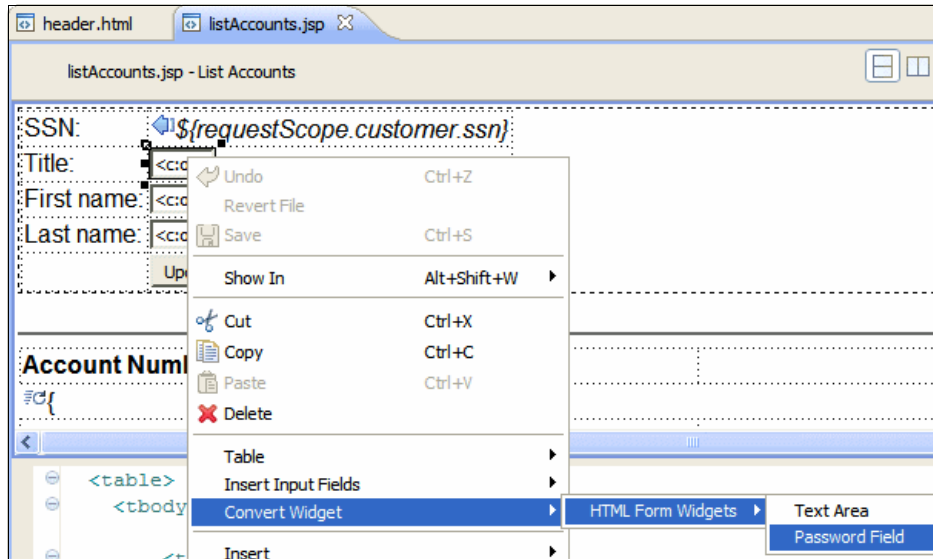 header.html listAccounts.jsp
listAccounts.jsp - List Accounts
SSN: ${requestScope.customer.ssn}
Title: <c:o
First name: <c:o
Last name: <c:o
Upd
Undo Ctrl+Z
Revert File
Save Ctrl+S
Show In Alt+Shift+W
Cut Ctrl+X
Copy Ctrl+C
Paste Ctrl+V
Delete
Table
Insert Input Fields
Convert Widget
Insert
HTML Form Widgets
Text Area
Password Field
Account Numb
{
<table>
<tbody
<t